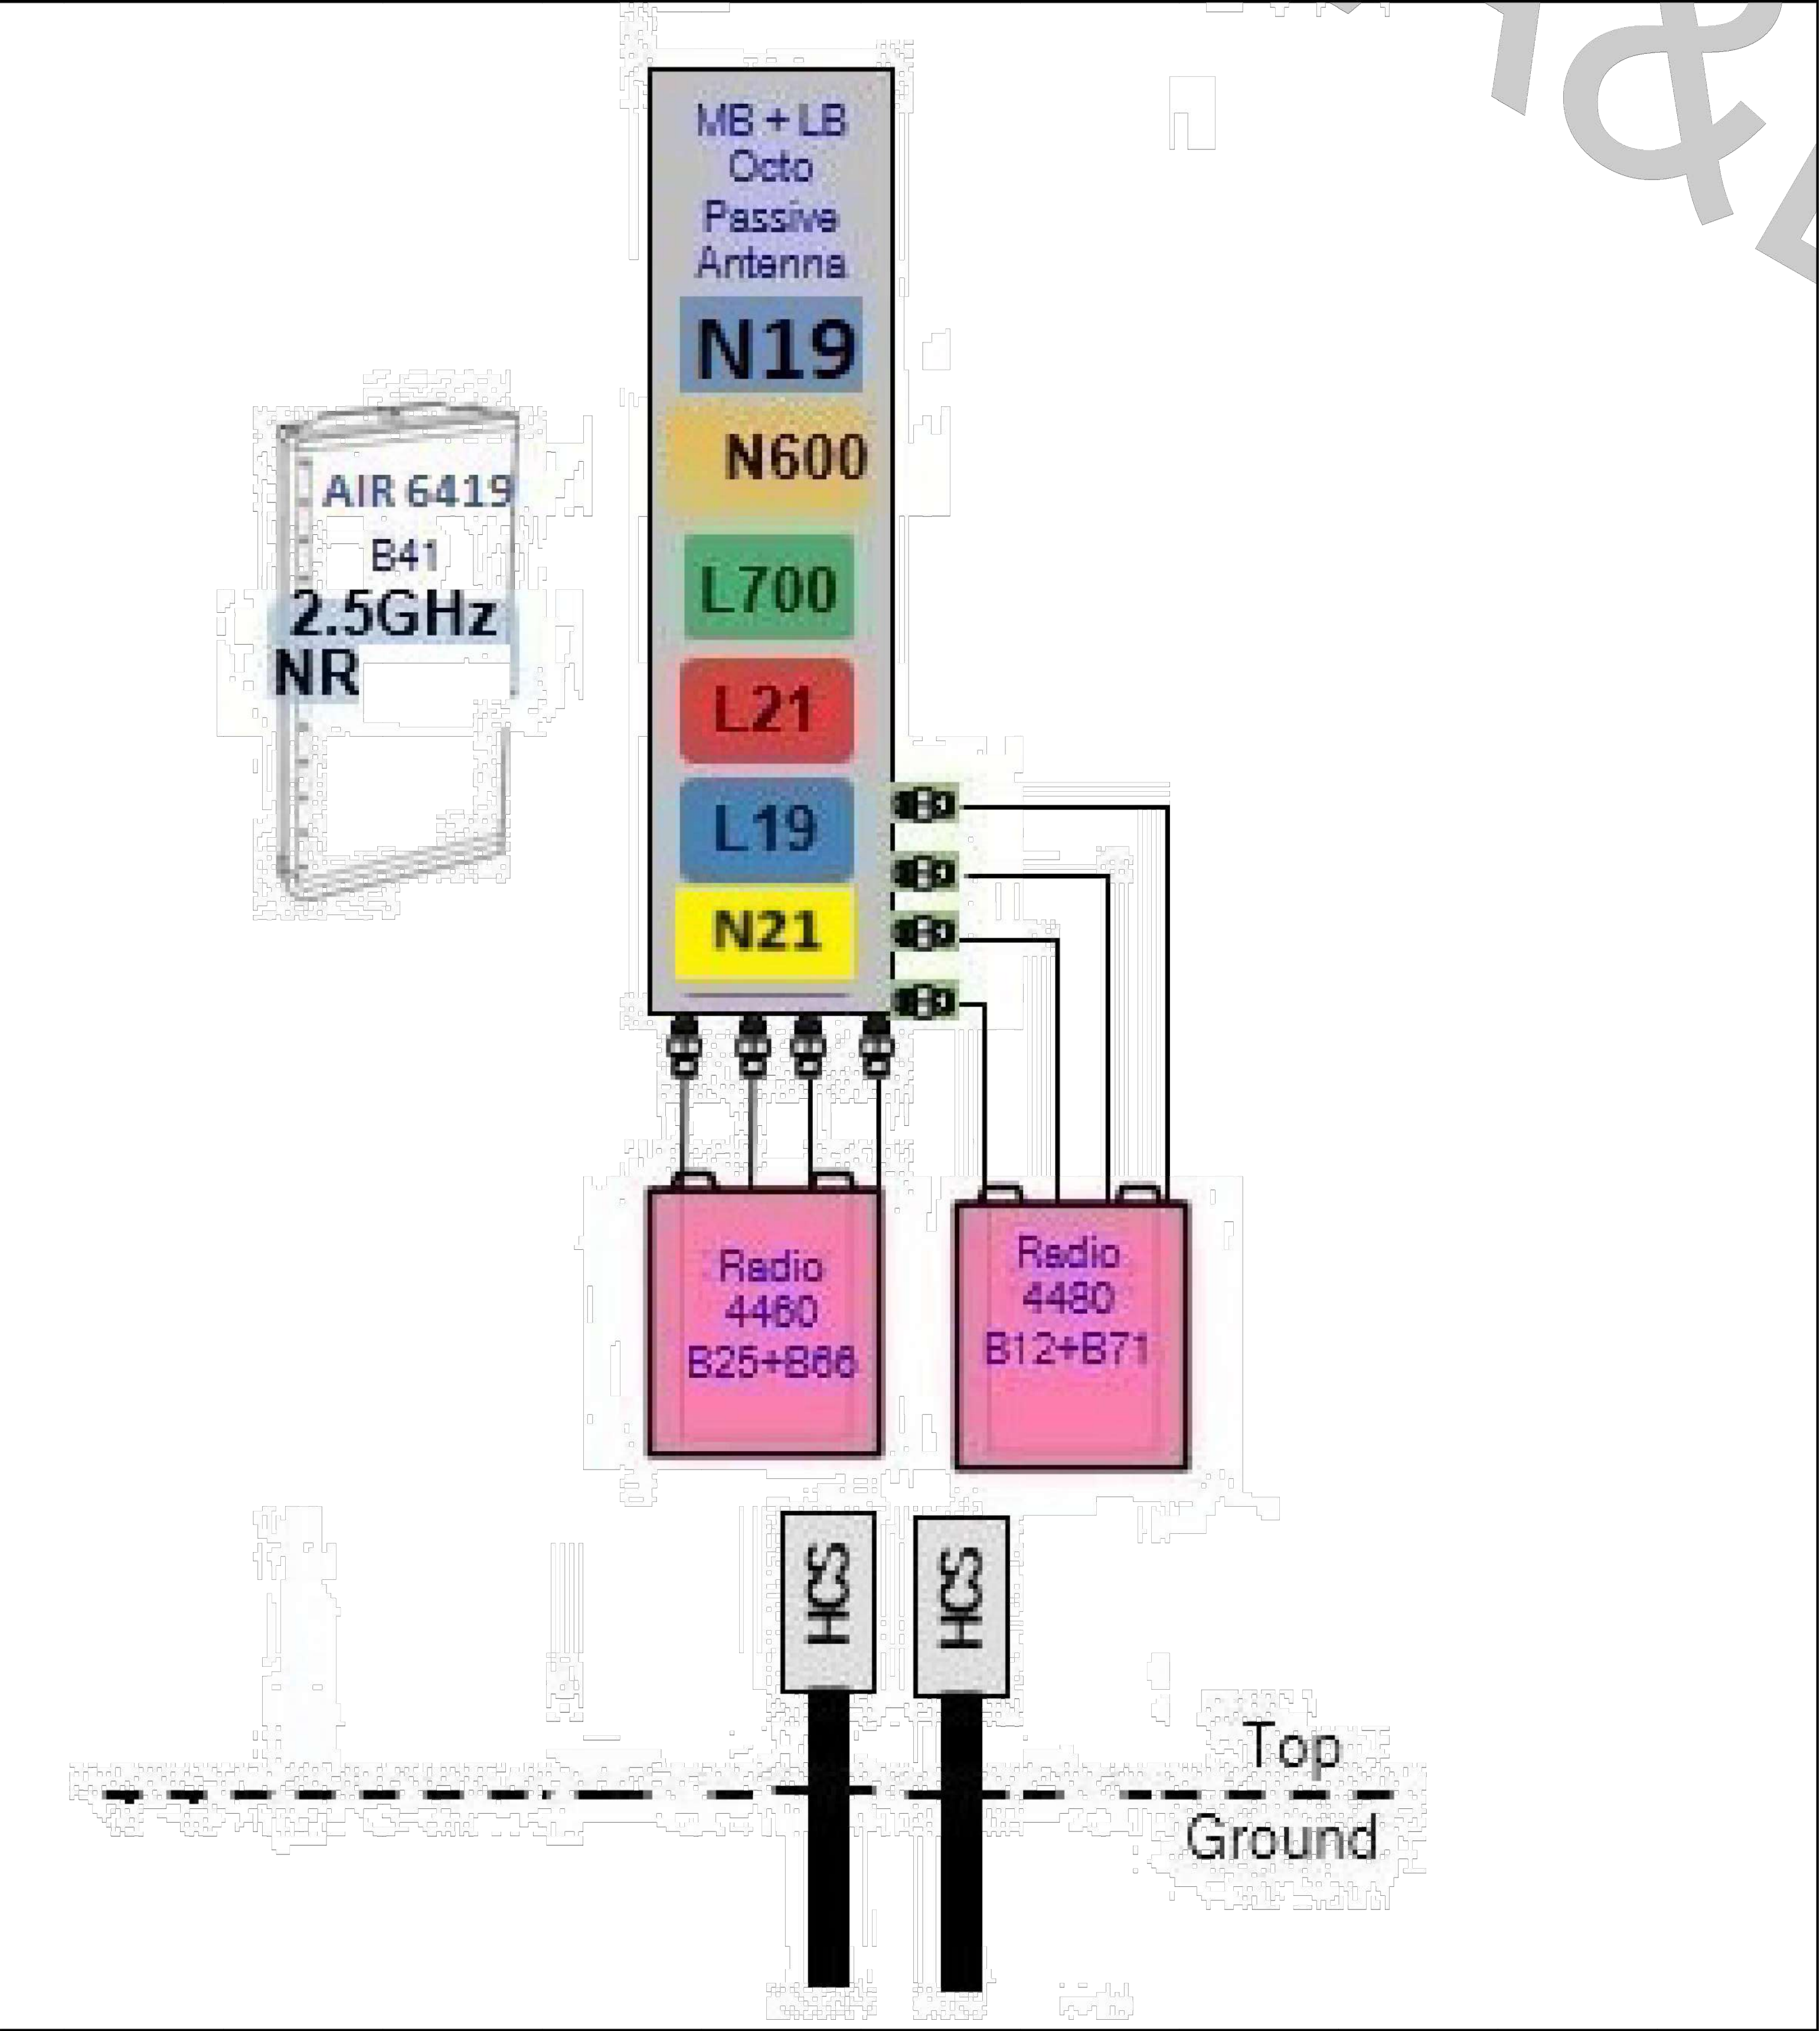 &
AIR 6419
B41
2.5GHz
NR
MB + LB
Octo
Passive
Antenna
N19
N600
L700
L21
L19
N21
Radio
4460
B25+B66
Radio
4480
B12+B71
HCS
HCS
Top
Ground